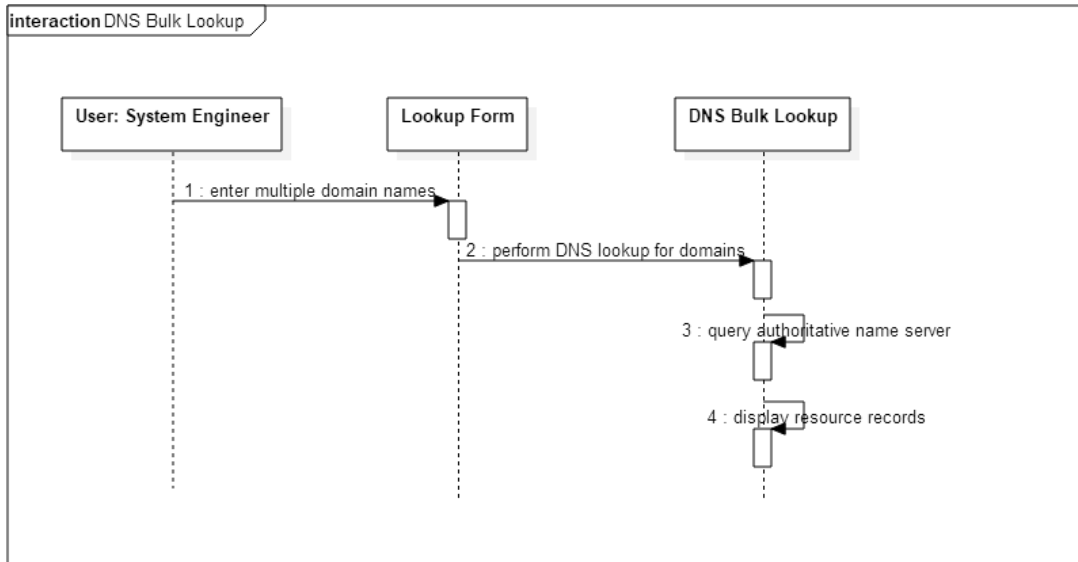 interaction DNS Bulk Lookup
User: System Engineer
Lookup Form
DNS Bulk Lookup
1 : enter multiple domain names
2 : perform DNS lookup for domains
3 : query authoritative name server
4 : display resource records